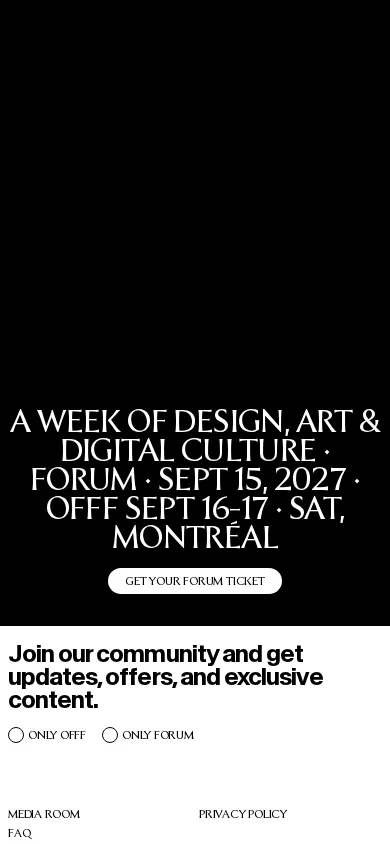 A WEEK OF DESIGN, ART &
DIGITAL CULTURE ·
FORUM · SEPT 15, 2027 ·
OFFF SEPT 16–17 · SAT,
MONTRÉAL
GET YOUR FORUM TICKET
Join our community and get
updates, offers, and exclusive
content.
ONLY OFFF ONLY FORUM
MEDIA ROOM PRIVACY POLICY
FAQ